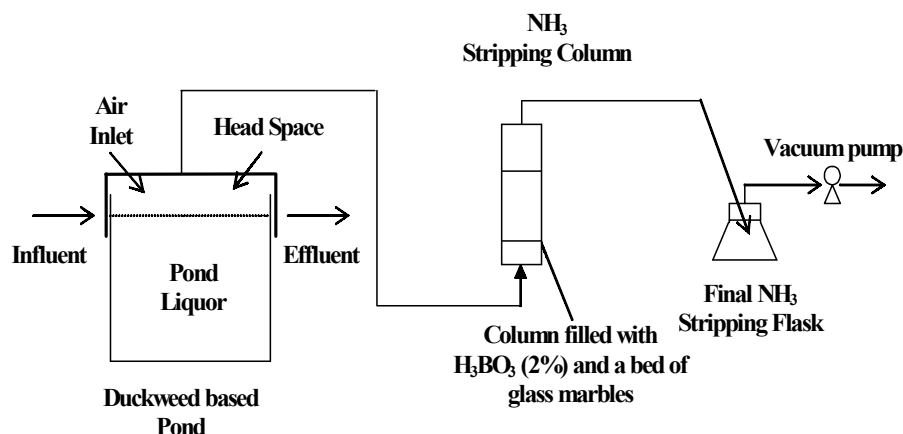 NH₃
Stripping Column
Air
Inlet
Head Space
Vacuum pump
Influent
Effluent
Pond
Liquor
Final NH₃
Stripping Flask
Column filled with
H₃BO₃ (2%) and a bed of
glass marbles
Duckweed based
Pond